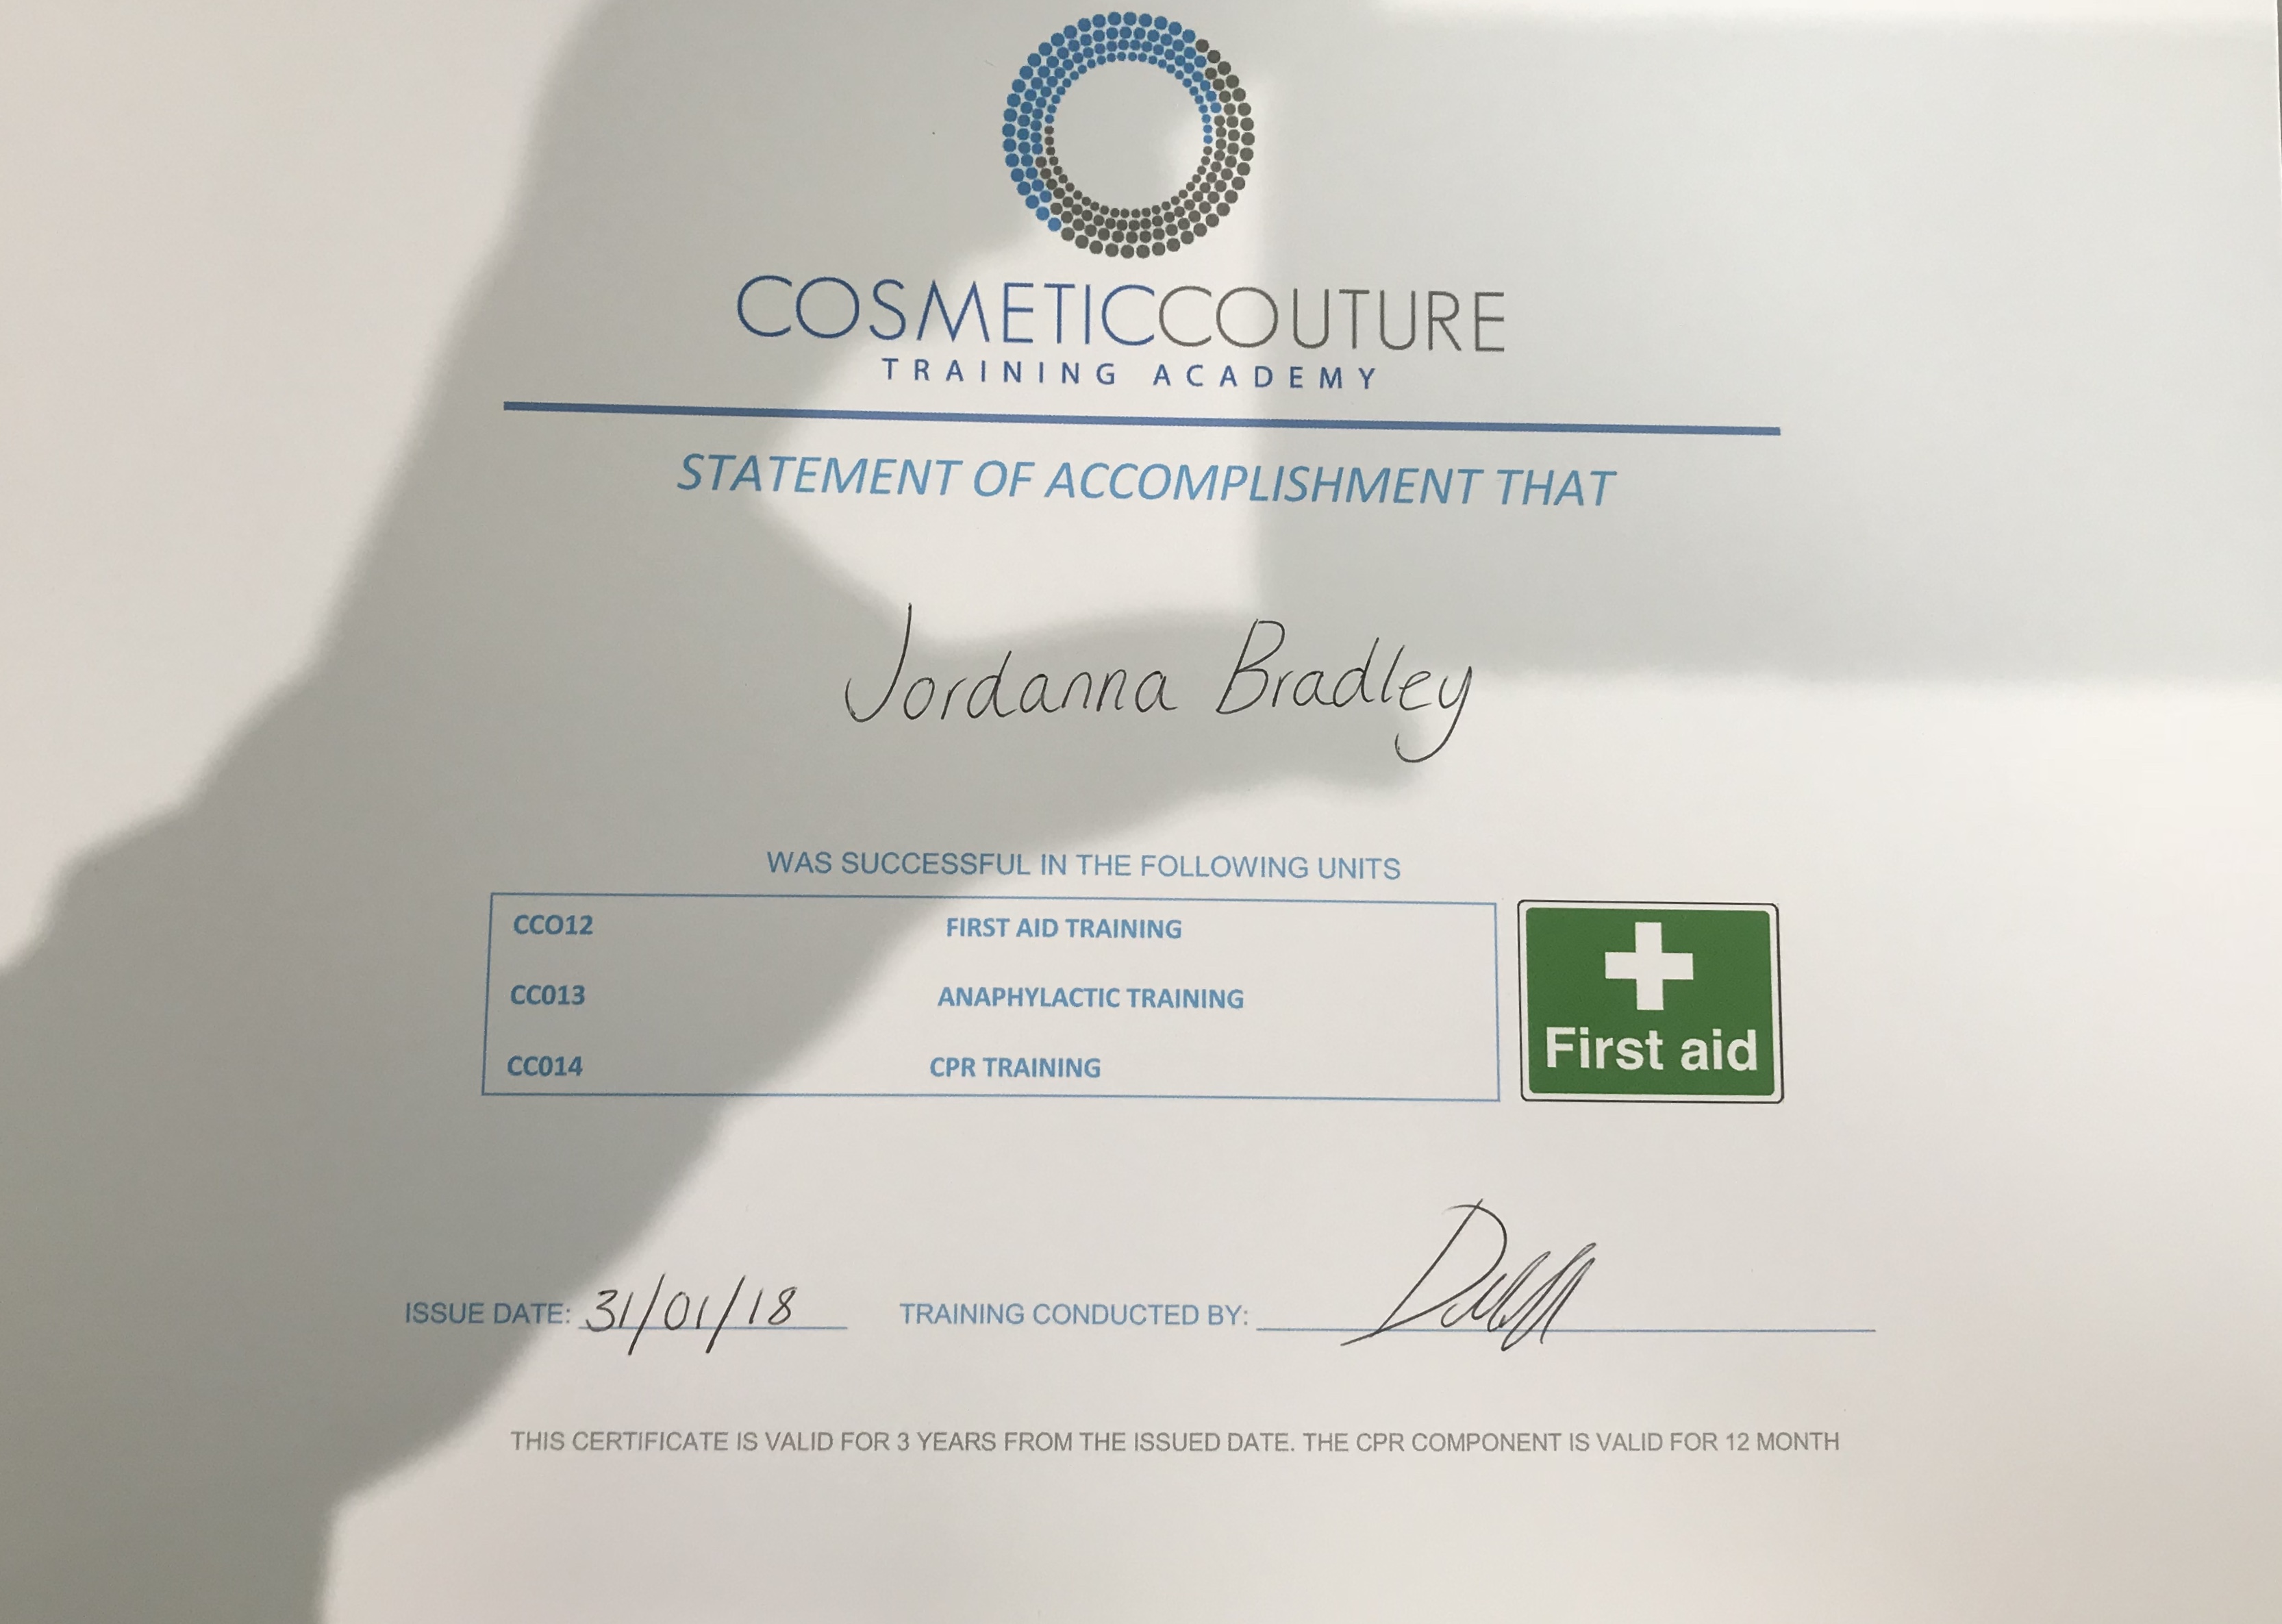 COSMETICCOUTURE
TRAINING ACADEMY
STATEMENT OF ACCOMPLISHMENT THAT
Jordanna Bradley
WAS SUCCESSFUL IN THE FOLLOWING UNITS
CCO12 FIRST AID TRAINING
CC013 ANAPHYLACTIC TRAINING
CC014 CPR TRAINING
First aid
ISSUE DATE: 31/01/18 TRAINING CONDUCTED BY:
THIS CERTIFICATE IS VALID FOR 3 YEARS FROM THE ISSUED DATE. THE CPR COMPONENT IS VALID FOR 12 MONTH